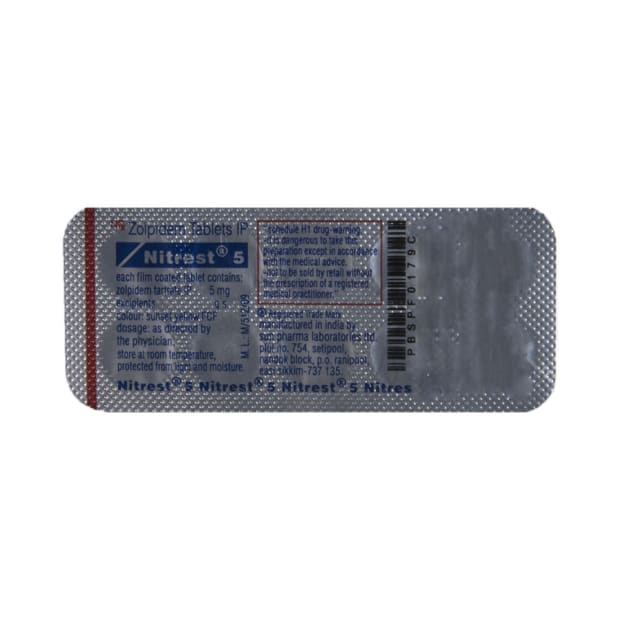 Rx Zolpidem Tablets IP
Nitrest® 5
each film coated tablet contains:
zolpidem tartrate IP 5 mg
excipients q s
colour: sunset yellow FCF
dosage: as directed by
the physician.
store at room temperature,
protected from light and moisture.
M.L.: M/51/
"schedule H1 drug-warning
it is dangerous to take this
preparation except in accordance
with the medical advice.
not to be sold by retail without
the prescription of a registered
medical practitioner."
® Registered Trade Mark
manufactured in india by
sun pharma laboratories ltd.
plot no. 754, setipool,
nandok block, p.o. ranipool,
east sikkim-737 135.
PBSPF0179C
Nitrest® 5 Nitrest® 5 Nitrest® 5 Nitres